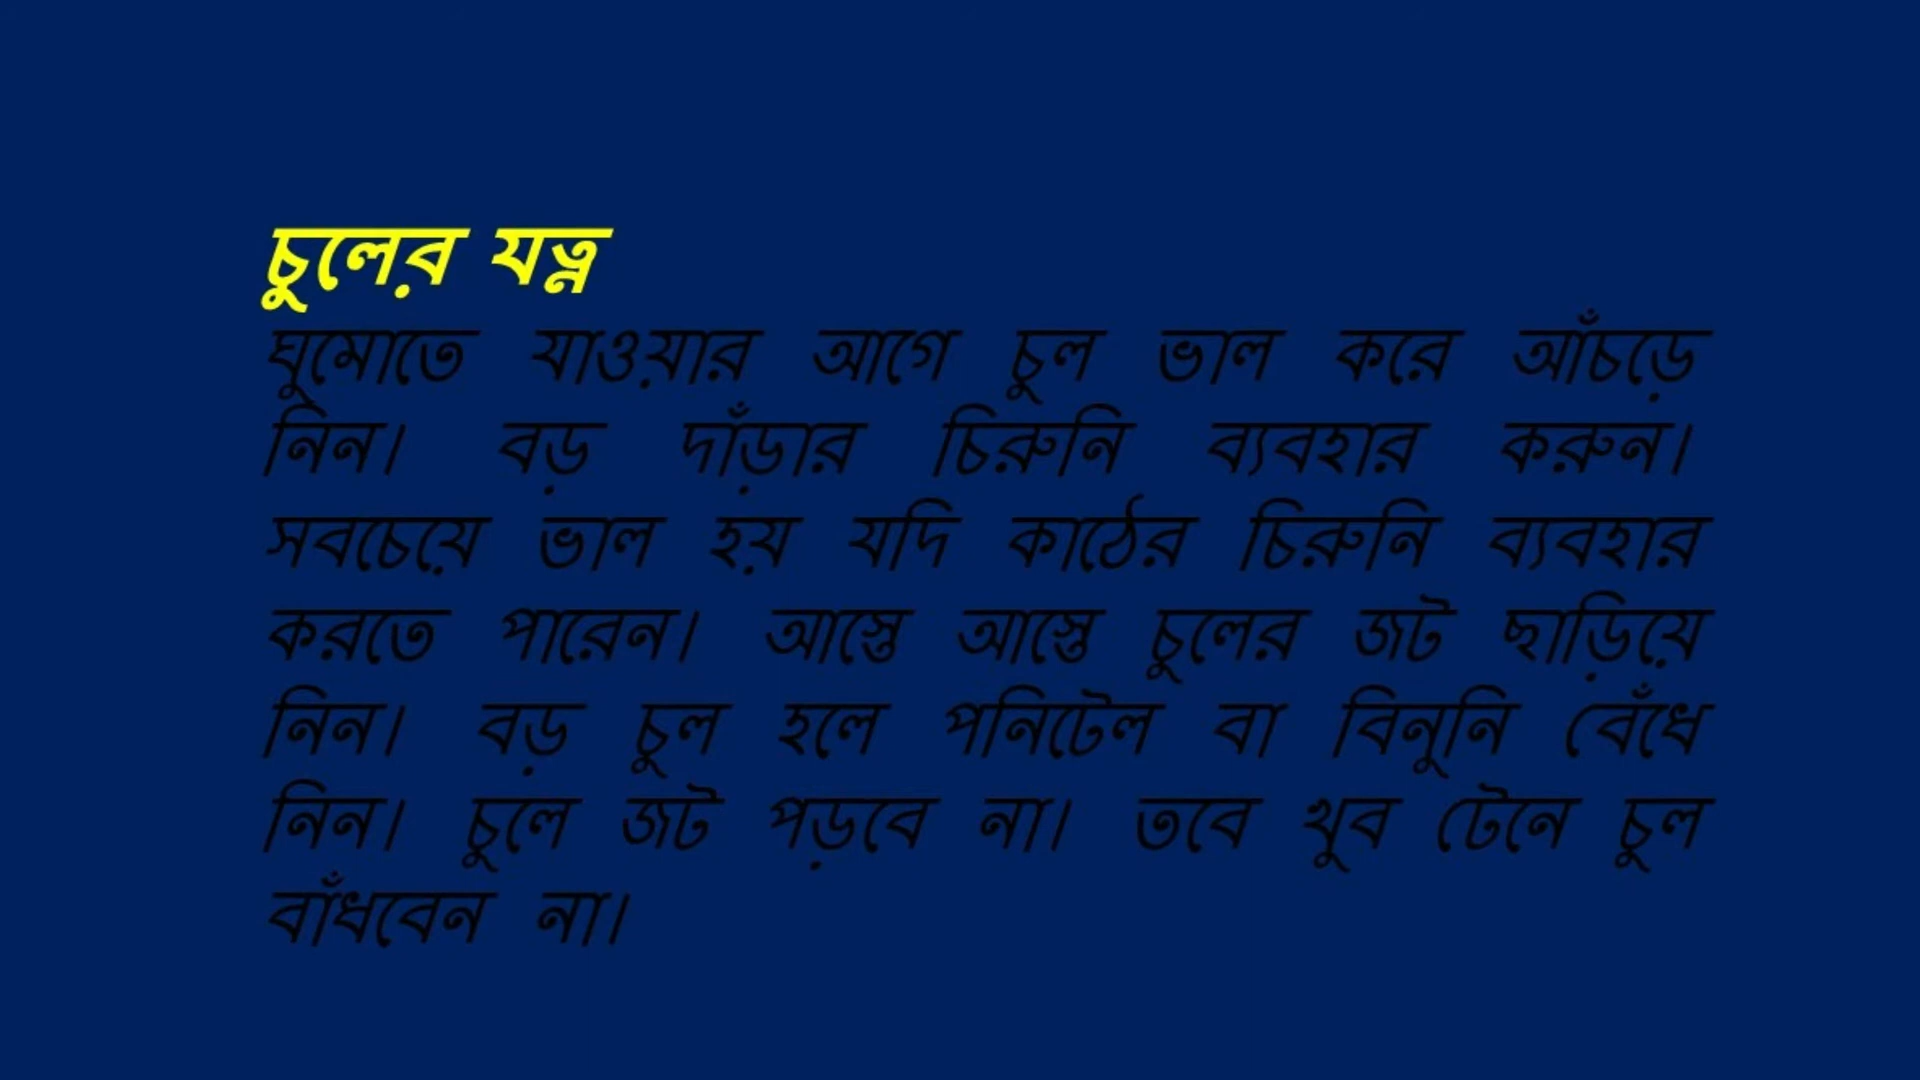 চুলের যত্ন
ঘুমোতে যাওয়ার আগে চুল ভাল করে আঁচড়ে
নিন। বড় দাঁড়ার চিরুনি ব্যবহার করুন।
সবচেয়ে ভাল হয় যদি কাঠের চিরুনি ব্যবহার
করতে পারেন। আস্তে আস্তে চুলের জট ছাড়িয়ে
নিন। বড় চুল হলে পনিটেল বা বিনুনি বেঁধে
নিন। চুলে জট পড়বে না। তবে খুব টেনে চুল
বাঁধবেন না।